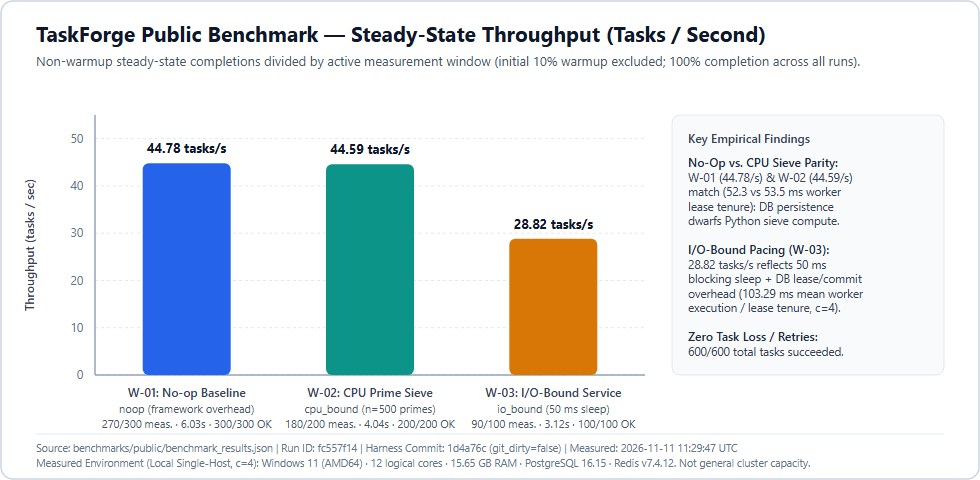 TaskForge Public Benchmark — Steady-State Throughput (Tasks / Second)
Non-warmup steady-state completions divided by active measurement window (initial 10% warmup excluded; 100% completion across all runs).
Throughput (tasks / sec)
50
40
30
20
10
0
44.78 tasks/s
44.59 tasks/s
28.82 tasks/s
W-01: No-op Baseline
noop (framework overhead)
270/300 meas. · 6.03s · 300/300 OK
W-02: CPU Prime Sieve
cpu_bound (n=500 primes)
180/200 meas. · 4.04s · 200/200 OK
W-03: I/O-Bound Service
io_bound (50 ms sleep)
90/100 meas. · 3.12s · 100/100 OK
Key Empirical Findings
No-Op vs. CPU Sieve Parity:
W-01 (44.78/s) & W-02 (44.59/s)
match (52.3 vs 53.5 ms worker
lease tenure): DB persistence
dwarfs Python sieve compute.
I/O-Bound Pacing (W-03):
28.82 tasks/s reflects 50 ms
blocking sleep + DB lease/commit
overhead (103.29 ms mean worker
execution / lease tenure, c=4).
Zero Task Loss / Retries:
600/600 total tasks succeeded.
Source: benchmarks/public/benchmark_results.json | Run ID: fc557f14 | Harness Commit: 1d4a76c (git_dirty=false) | Measured: 2026-11-11 11:29:47 UTC
Measured Environment (Local Single-Host, c=4): Windows 11 (AMD64) · 12 logical cores · 15.65 GB RAM · PostgreSQL 16.15 · Redis v7.4.12. Not general cluster capacity.